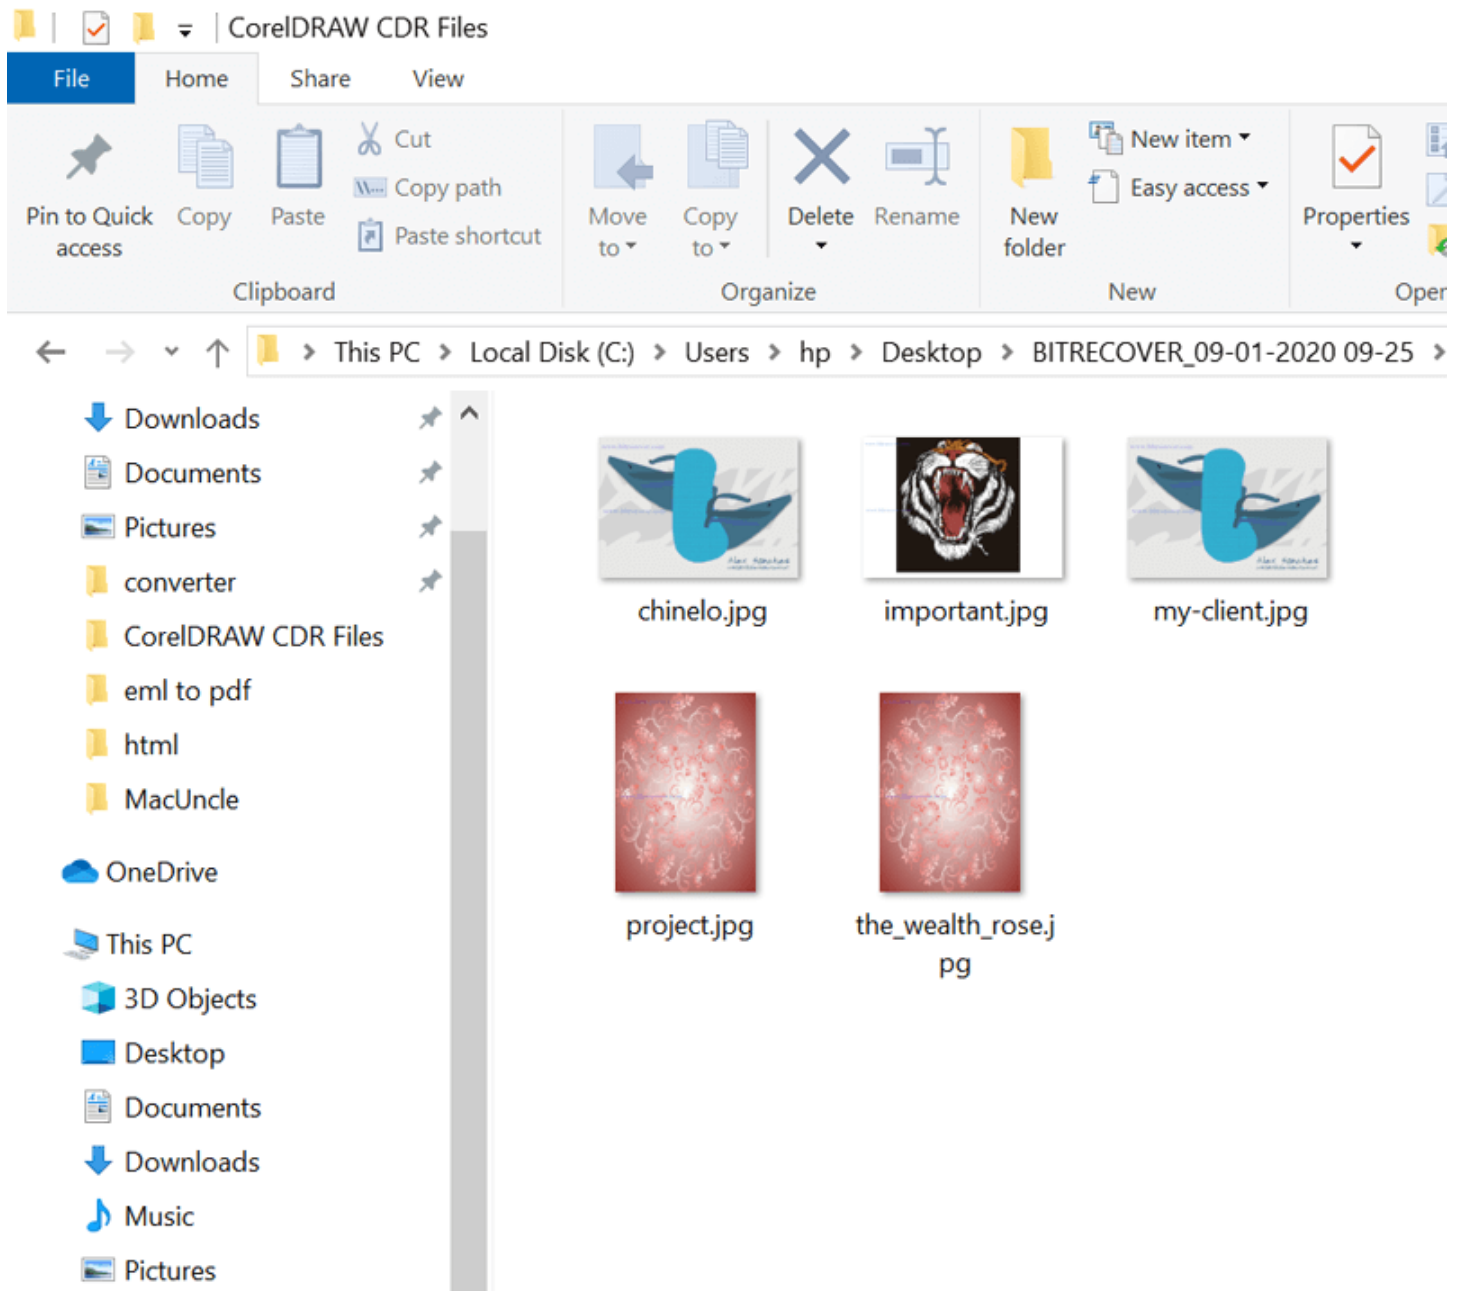 CorelDRAW CDR Files
File Home Share View
Pin to Quick access
Copy
Paste
Cut
Copy path
Paste shortcut
Clipboard
Move to
Copy to
Delete
Rename
Organize
New folder
New item
Easy access
New
Properties
Oper
This PC > Local Disk (C:) > Users > hp > Desktop > BITRECOVER_09-01-2020 09-25 >
Downloads
Documents
Pictures
converter
CorelDRAW CDR Files
eml to pdf
html
MacUncle
OneDrive
This PC
3D Objects
Desktop
Documents
Downloads
Music
Pictures
chinelo.jpg
important.jpg
my-client.jpg
project.jpg
the_wealth_rose.j
pg